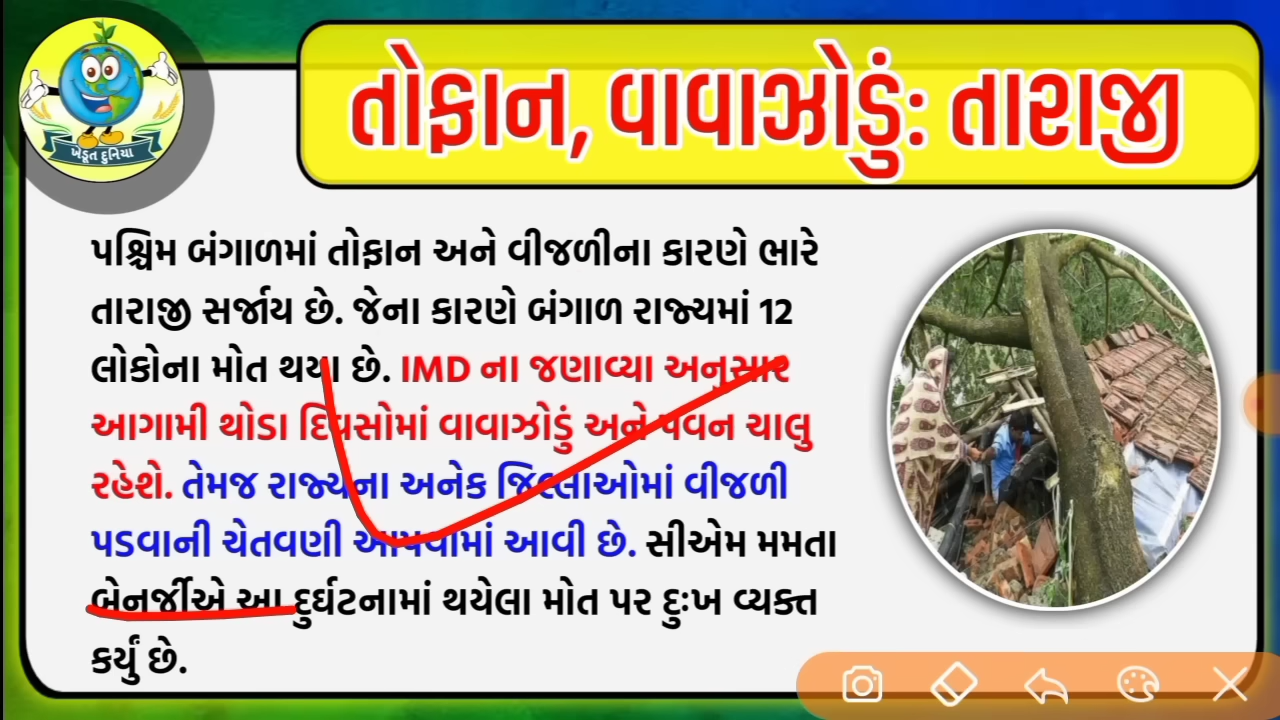 ખેડૂત દુનિયા
તોફાન, વાવાઝોડું: તારાજી
પશ્ચિમ બંગાળમાં તોફાન અને વીજળીના કારણે ભારે
તારાજી સર્જાય છે. જેના કારણે બંગાળ રાજ્યમાં 12
લોકોના મોત થયા છે. IMD ના જણાવ્યા અનુસાર
આગામી થોડા દિવસોમાં વાવાઝોડું અને પવન ચાલુ
રહેશે. તેમજ રાજ્યના અનેક જિલ્લાઓમાં વીજળી
પડવાની ચેતવણી આપવામાં આવી છે. સીએમ મમતા
બેનર્જીએ આ દુર્ઘટનામાં થયેલા મોત પર દુઃખ વ્યક્ત
કર્યું છે.